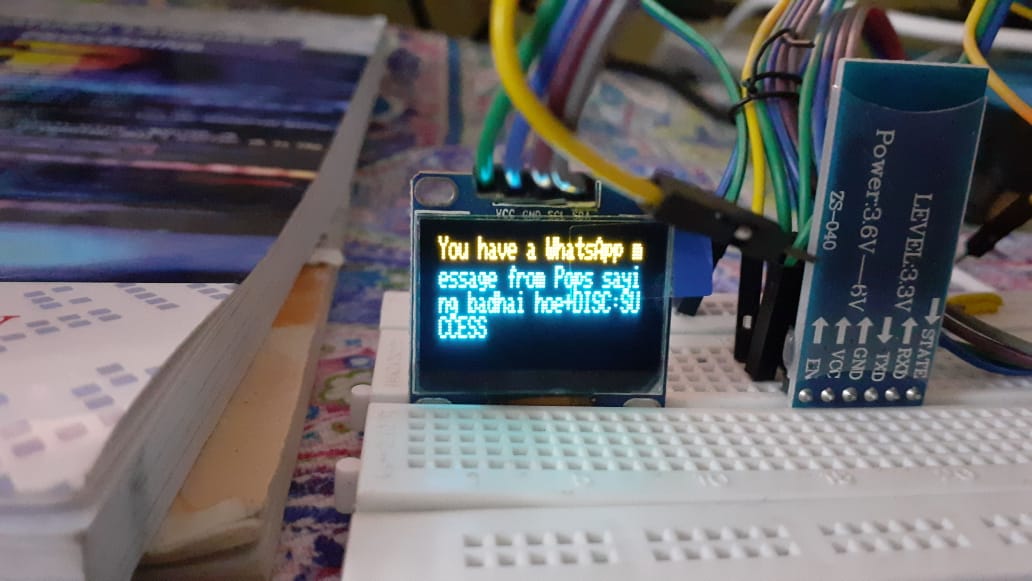 VCC GND SCL SDA
You have a WhatsApp m
essage from Pops sayi
ng badhai hoe+DISC:SU
CCESS
LEVEL:3.3V
Power:3.6V—6V
ZS-040
STATE
RXD
TXD
GND
VCC
EN